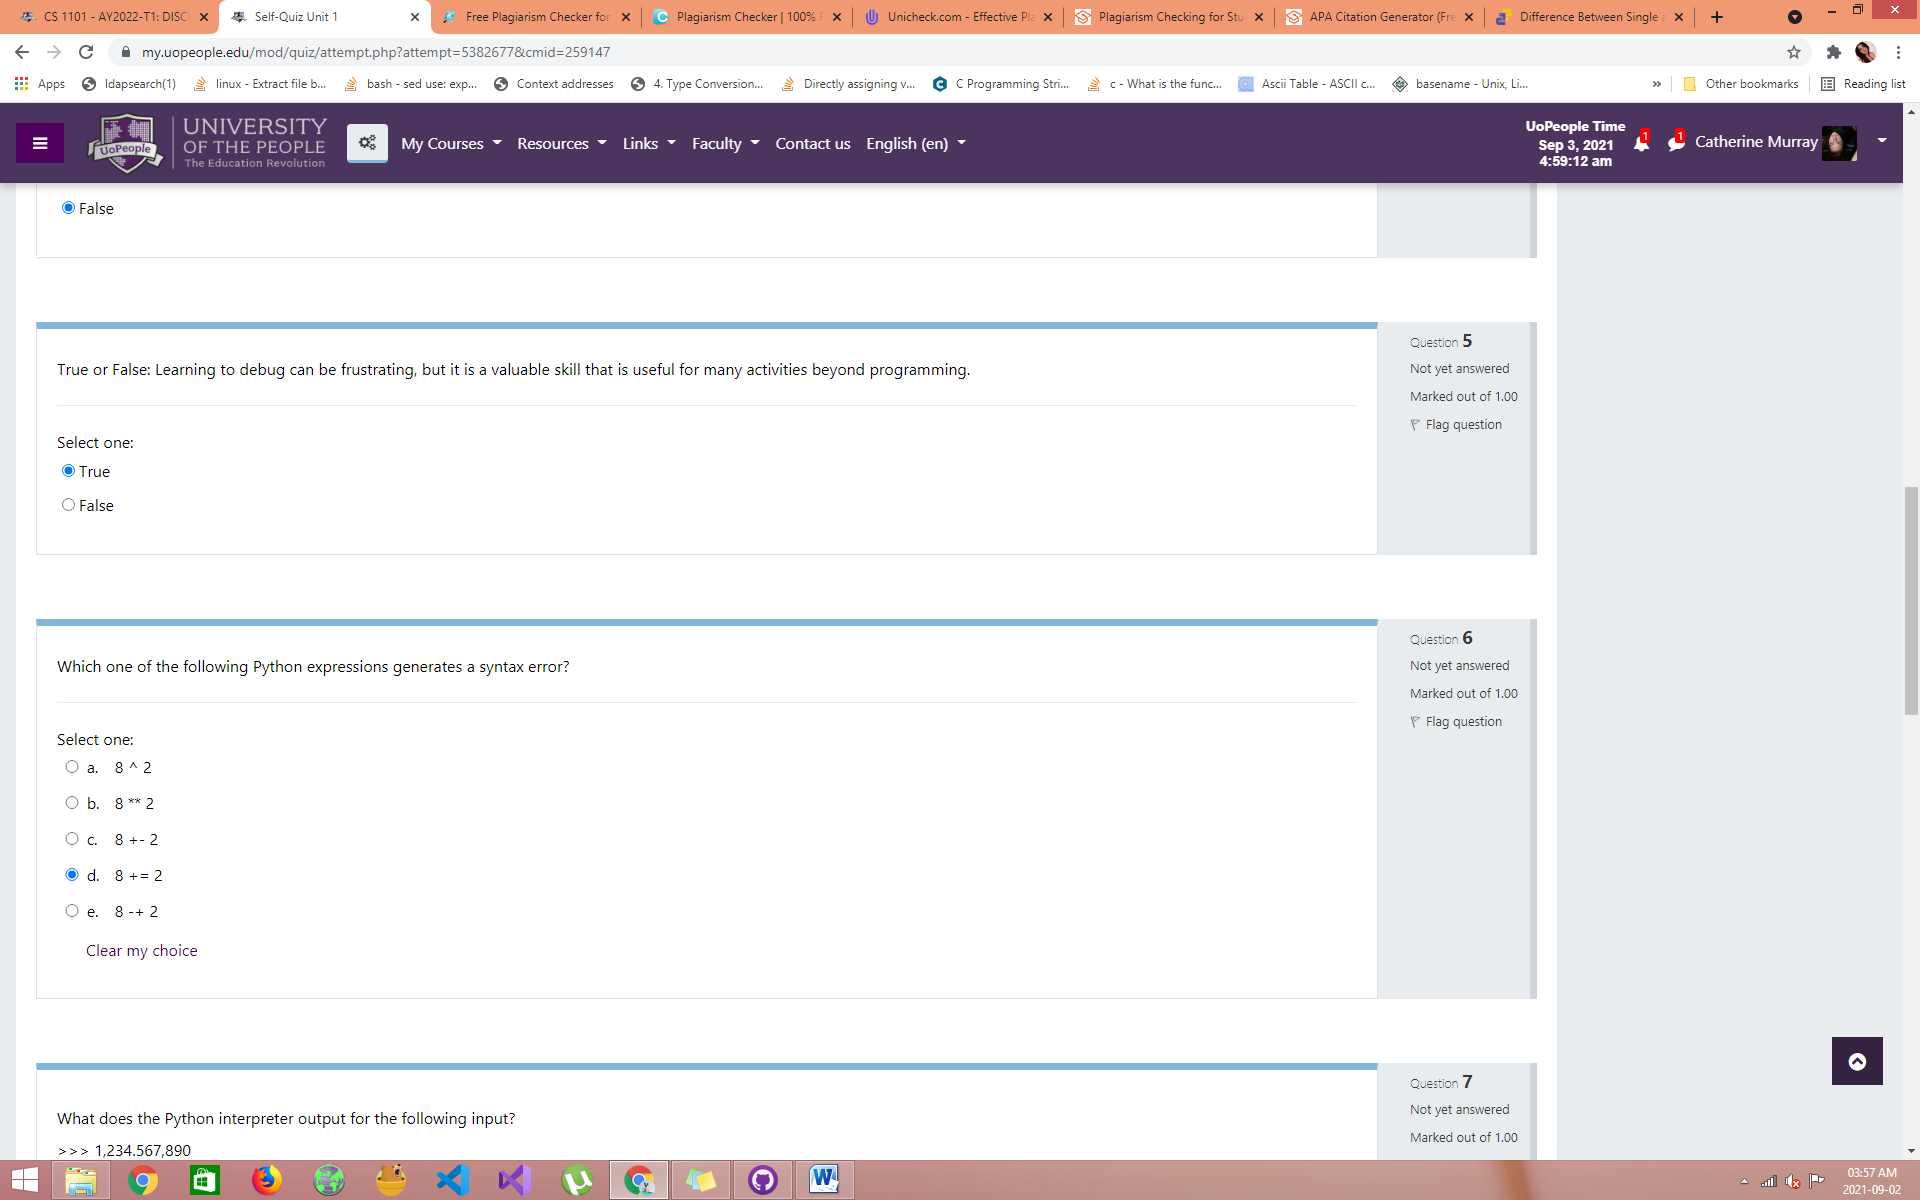 CS 1101 - AY2022-T1: DISC
Self-Quiz Unit 1
Free Plagiarism Checker for
Plagiarism Checker | 100% F
Unicheck.com - Effective Pla
Plagiarism Checking for Stu
APA Citation Generator (Fre
Difference Between Single a
my.uopeople.edu/mod/quiz/attempt.php?attempt=5382677&cmid=259147
Apps
ldapsearch(1)
linux - Extract file b...
bash - sed use: exp...
Context addresses
4. Type Conversion...
Directly assigning v...
C Programming Stri...
c - What is the func...
Ascii Table - ASCII c...
basename - Unix, Li...
»
Other bookmarks
Reading list
UoPeople
UNIVERSITY
OF THE PEOPLE
The Education Revolution
My Courses
Resources
Links
Faculty
Contact us
English (en)
UoPeople Time
Sep 3, 2021
4:59:12 am
1
1
Catherine Murray
False
True or False: Learning to debug can be frustrating, but it is a valuable skill that is useful for many activities beyond programming.
Select one:
True
False
Question 5
Not yet answered
Marked out of 1.00
Flag question
Which one of the following Python expressions generates a syntax error?
Select one:
a. 8 ^ 2
b. 8 ** 2
c. 8 +- 2
d. 8 += 2
e. 8 -+ 2
Clear my choice
Question 6
Not yet answered
Marked out of 1.00
Flag question
What does the Python interpreter output for the following input?
>>> 1,234.567,890
Question 7
Not yet answered
Marked out of 1.00
03:57 AM
2021-09-02